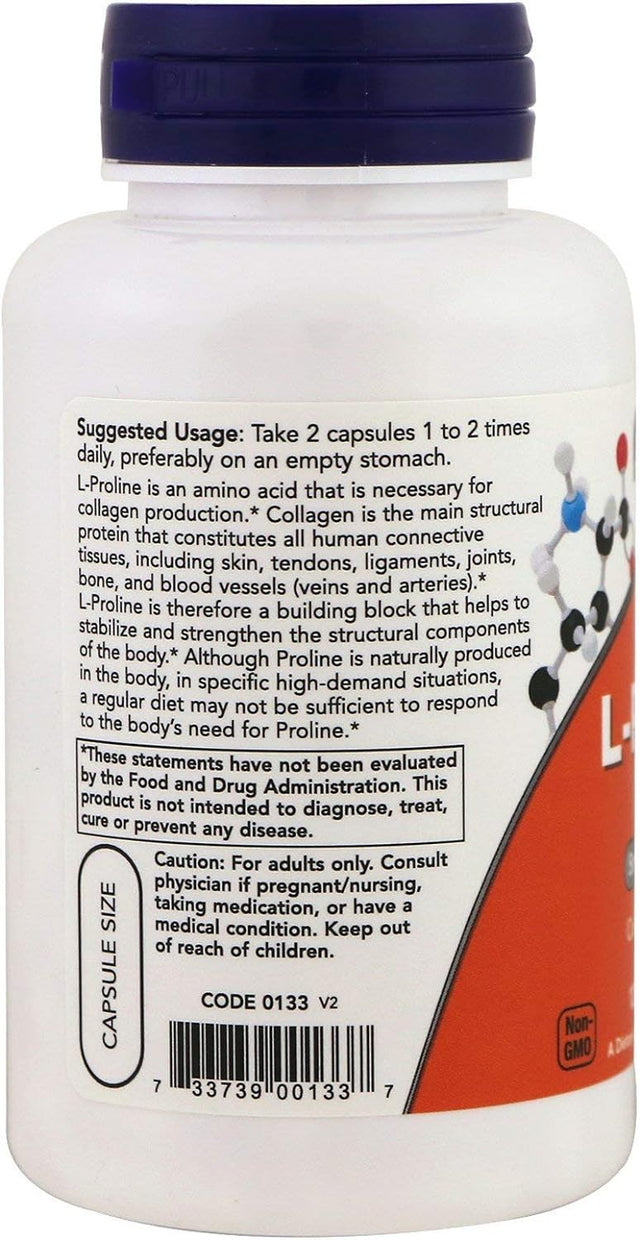 PULL
Suggested Usage: Take 2 capsules 1 to 2 times
daily, preferably on an empty stomach.
L-Proline is an amino acid that is necessary for
collagen production.* Collagen is the main structural
protein that constitutes all human connective
tissues, including skin, tendons, ligaments, joints,
bone, and blood vessels (veins and arteries).*
L-Proline is therefore a building block that helps to
stabilize and strengthen the structural components
of the body.* Although Proline is naturally produced
in the body, in specific high-demand situations,
a regular diet may not be sufficient to respond
to the body's need for Proline.*
*These statements have not been evaluated
by the Food and Drug Administration. This
product is not intended to diagnose, treat,
cure or prevent any disease.
CAPSULE SIZE
Caution: For adults only. Consult
physician if pregnant/nursing,
taking medication, or have a
medical condition. Keep out
of reach of children.
CODE 0133 V2
7 33739 00133 7
L-
Non-
GMO
A